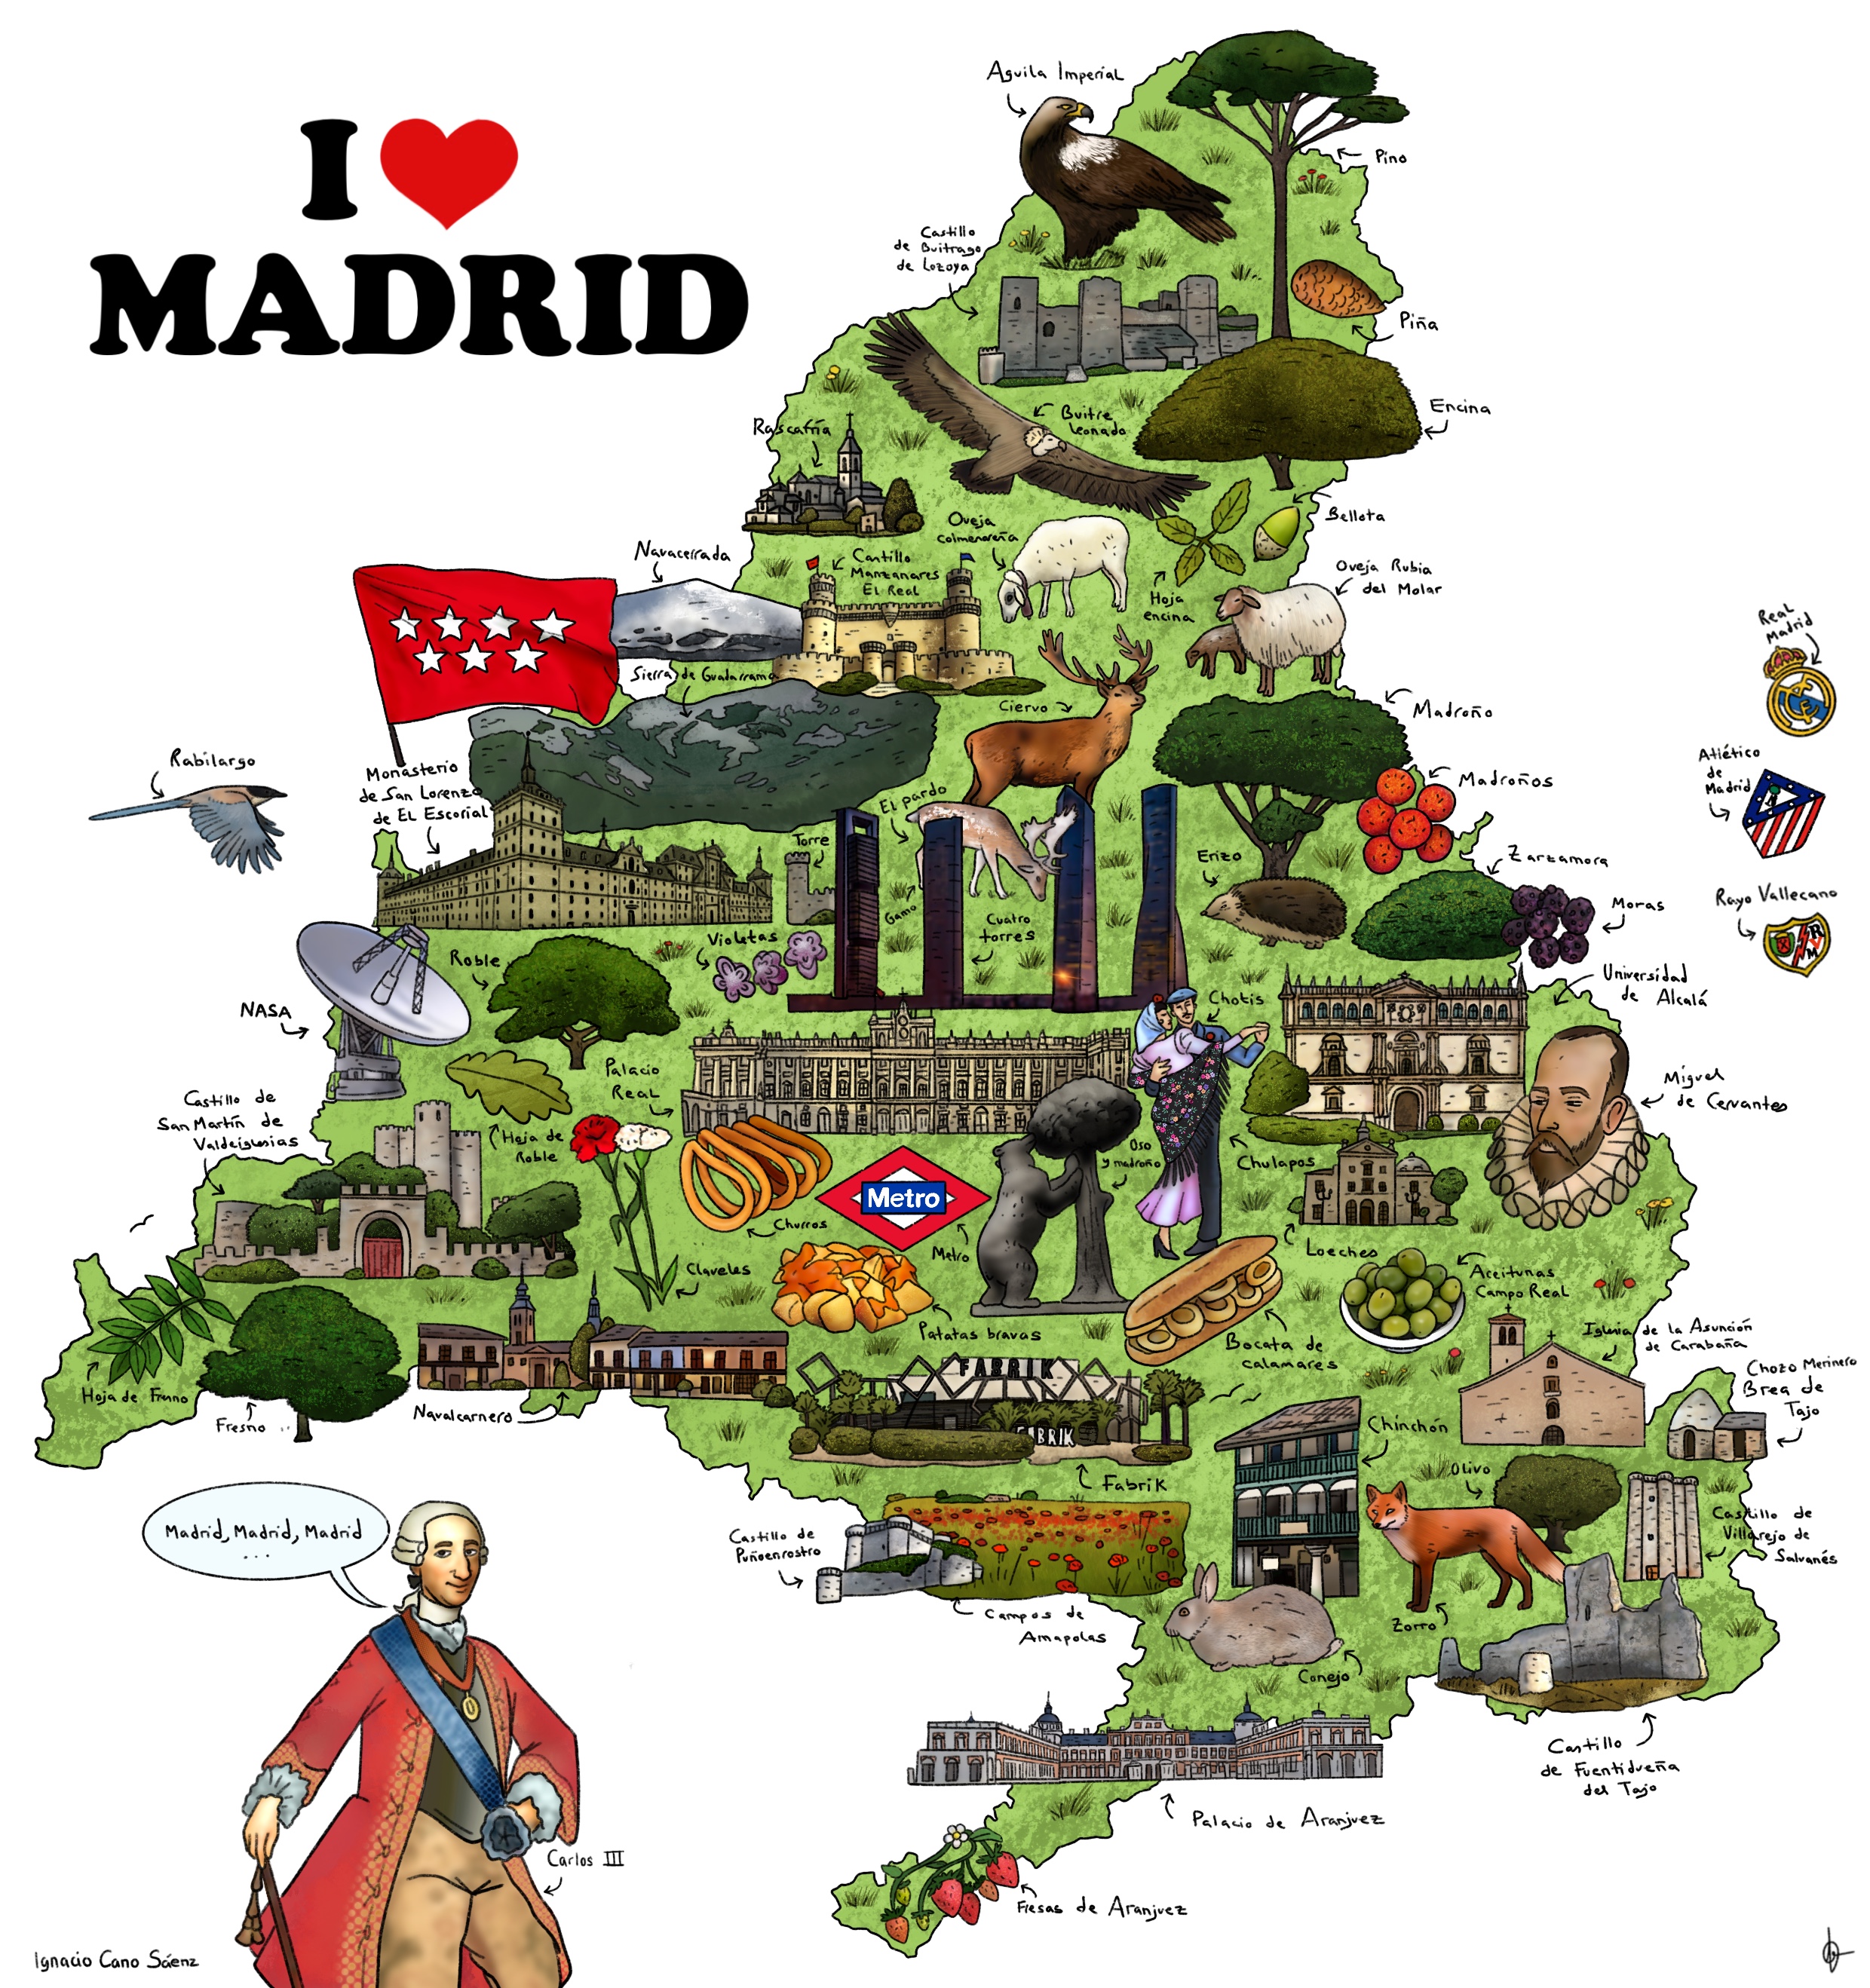 I
MADRID
Aguila Imperial
Pino
Castillo
de Buitrago
de Lozoya
Piña
Encina
Buitre
leonado
Rascafría
Bellota
Oveja
Colmenareña
Navacerrada
Castillo
Manzanares
El Real
Hoja
encina
Oveja Rubia
del Molar
Real
Madrid
Sierra de Guadarrama
Ciervo
Madroño
Rabilargo
Monasterio
de San Lorenzo
de El Escorial
Madroños
Atlético
de
Madrid
El pardo
Torre
Erizo
Zarzamora
Moras
Rayo Vallecano
Gamo
Cuatro
torres
Violetas
Roble
NASA
Chotis
Universidad
de Alcalá
Palacio
Real
Miguel
de Cervantes
Castillo de
San Martín de
Valdeiglesias
Hoja de
Roble
Oso
y madroño
Chulapos
Metro
Churros
Metro
Loeches
Claveles
Aceitunas
Campo Real
Patatas bravas
Bocata de
calamares
Iglesia de la Asunción
de Carabaña
Chozo Merinero
Brea de
Tajo
Hoja de Frsno
Fresno
Navalcarnero
FABRIK
FABRIK
Fabrik
Chinchón
Olivo
Castillo de
Villarejo de
Salvanés
Madrid, Madrid, Madrid
...
Castillo de
Puñoenrostro
Campos de
Amapolas
Zorro
Conejo
Castillo
de Fuentidueña
del Tajo
Palacio de Aranjuez
Carlos III
Fresas de Aranjuez
Ignacio Cano Sáenz